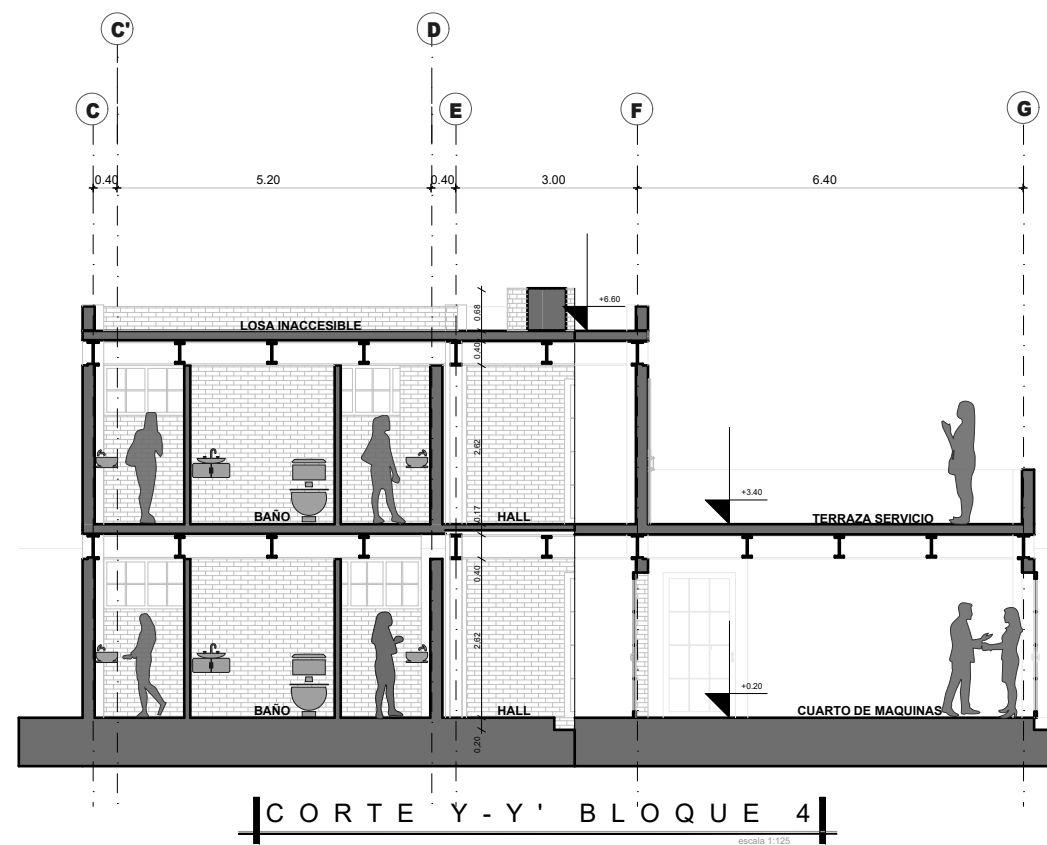 C' D
C E F G
0.40 5.20 0.40 3.00 6.40
0.68
+6.60
LOSA INACCESIBLE
0.40
2.62
+3.40
0.17
BAÑO HALL TERRAZA SERVICIO
0.40
2.62
+0.20
BAÑO HALL CUARTO DE MAQUINAS
0.20
CORTE Y-Y' BLOQUE 4
escala 1:125